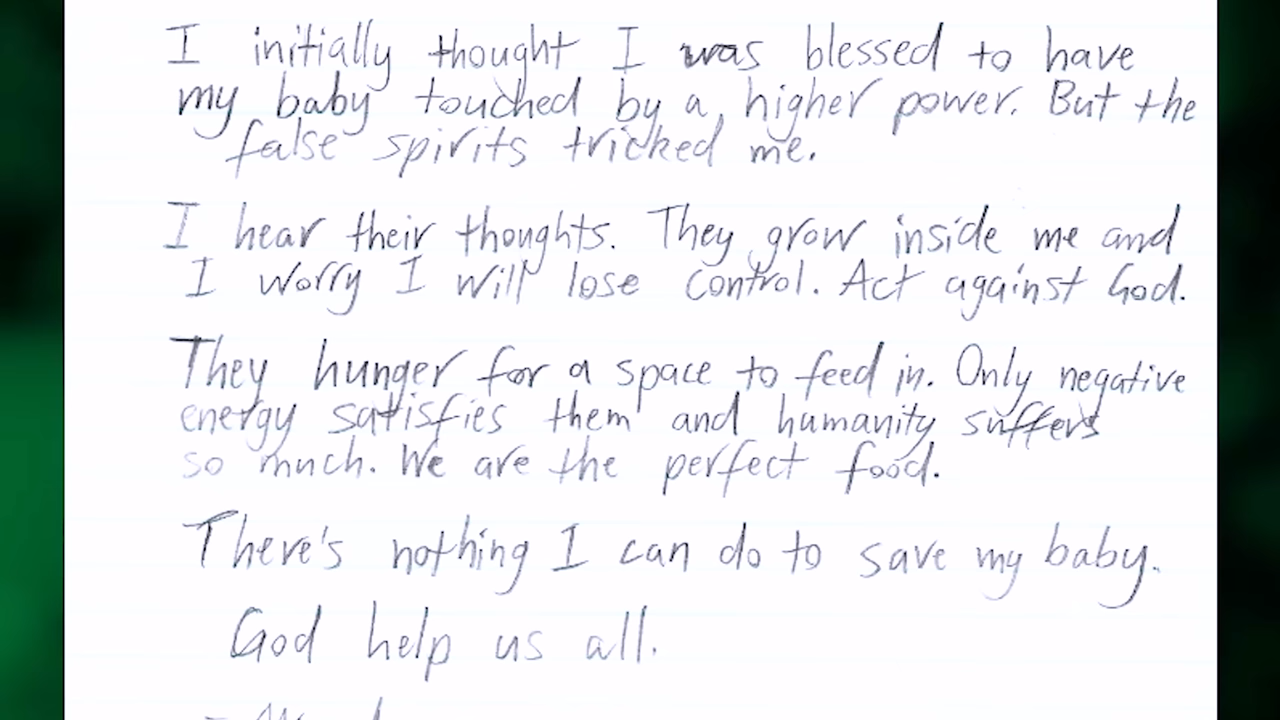 I initially thought I was blessed to have
my baby touched by a higher power. But the
false spirits tricked me.
I hear their thoughts. They grow inside me and
I worry I will lose control. Act against God.
They hunger for a space to feed in. Only negative
energy satisfies them and humanity suffers
so much. We are the perfect food.
There's nothing I can do to save my baby.
God help us all.